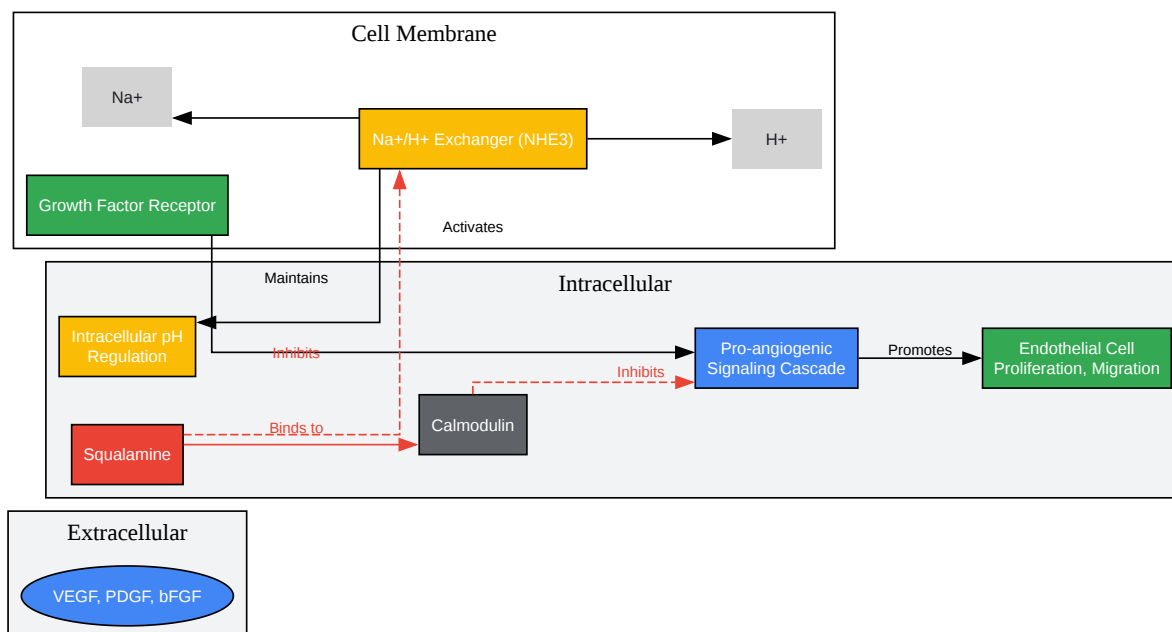 Cell Membrane
Na+
Na+/H+ Exchanger (NHE3)
H+
Growth Factor Receptor
Activates
Maintains
Intracellular
Intracellular pH
Regulation
Inhibits
Pro-angiogenic
Signaling Cascade
Promotes
Endothelial Cell
Proliferation, Migration
Inhibits
Binds to
Calmodulin
Squalamine
Extracellular
VEGF, PDGF, bFGF